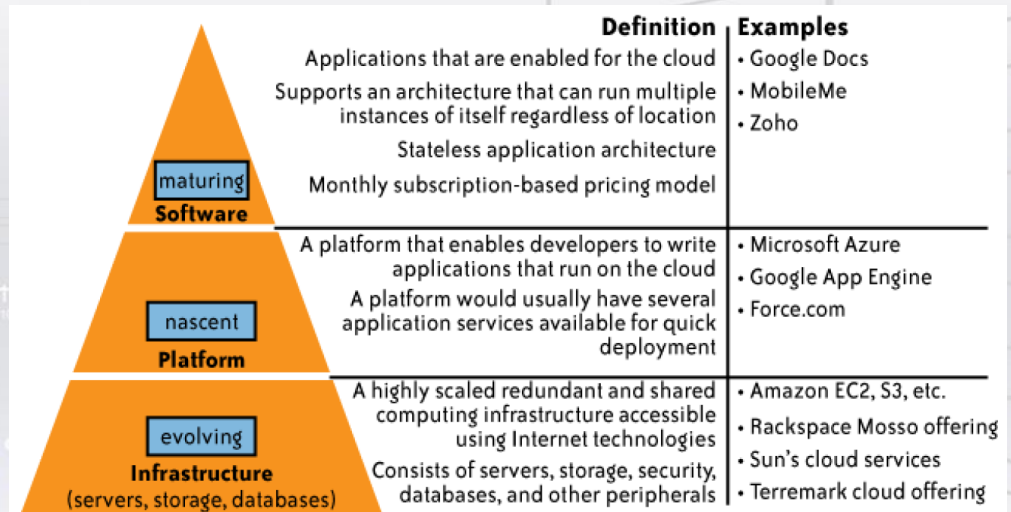 Definition
Examples
Applications that are enabled for the cloud
Supports an architecture that can run multiple
instances of itself regardless of location
Stateless application architecture
Monthly subscription-based pricing model
• Google Docs
• MobileMe
• Zoho
maturing
Software
A platform that enables developers to write
applications that run on the cloud
A platform would usually have several
application services available for quick
deployment
• Microsoft Azure
• Google App Engine
• Force.com
nascent
Platform
A highly scaled redundant and shared
computing infrastructure accessible
using Internet technologies
Consists of servers, storage, security,
databases, and other peripherals
• Amazon EC2, S3, etc.
• Rackspace Mosso offering
• Sun's cloud services
• Terremark cloud offering
evolving
Infrastructure
(servers, storage, databases)